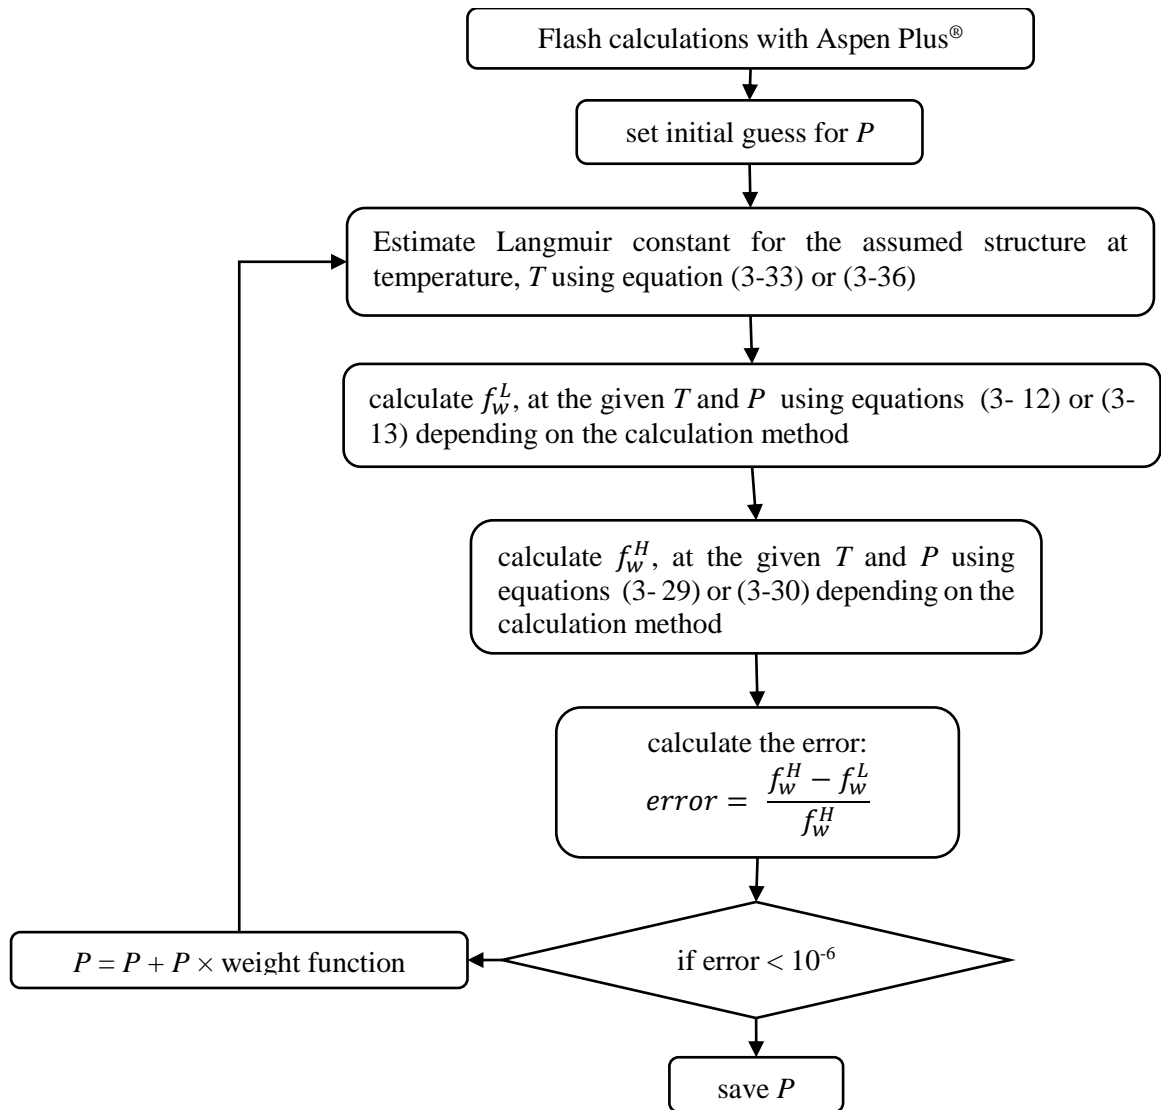 Flash calculations with Aspen Plus®
set initial guess for P
Estimate Langmuir constant for the assumed structure at
temperature, T using equation (3-33) or (3-36)
calculate f_w^L, at the given T and P using equations (3- 12) or (3-
13) depending on the calculation method
calculate f_w^H, at the given T and P using
equations (3- 29) or (3-30) depending on the
calculation method
calculate the error:
error = (f_w^H − f_w^L) / f_w^H
if error < 10^-6
P = P + P × weight function
save P